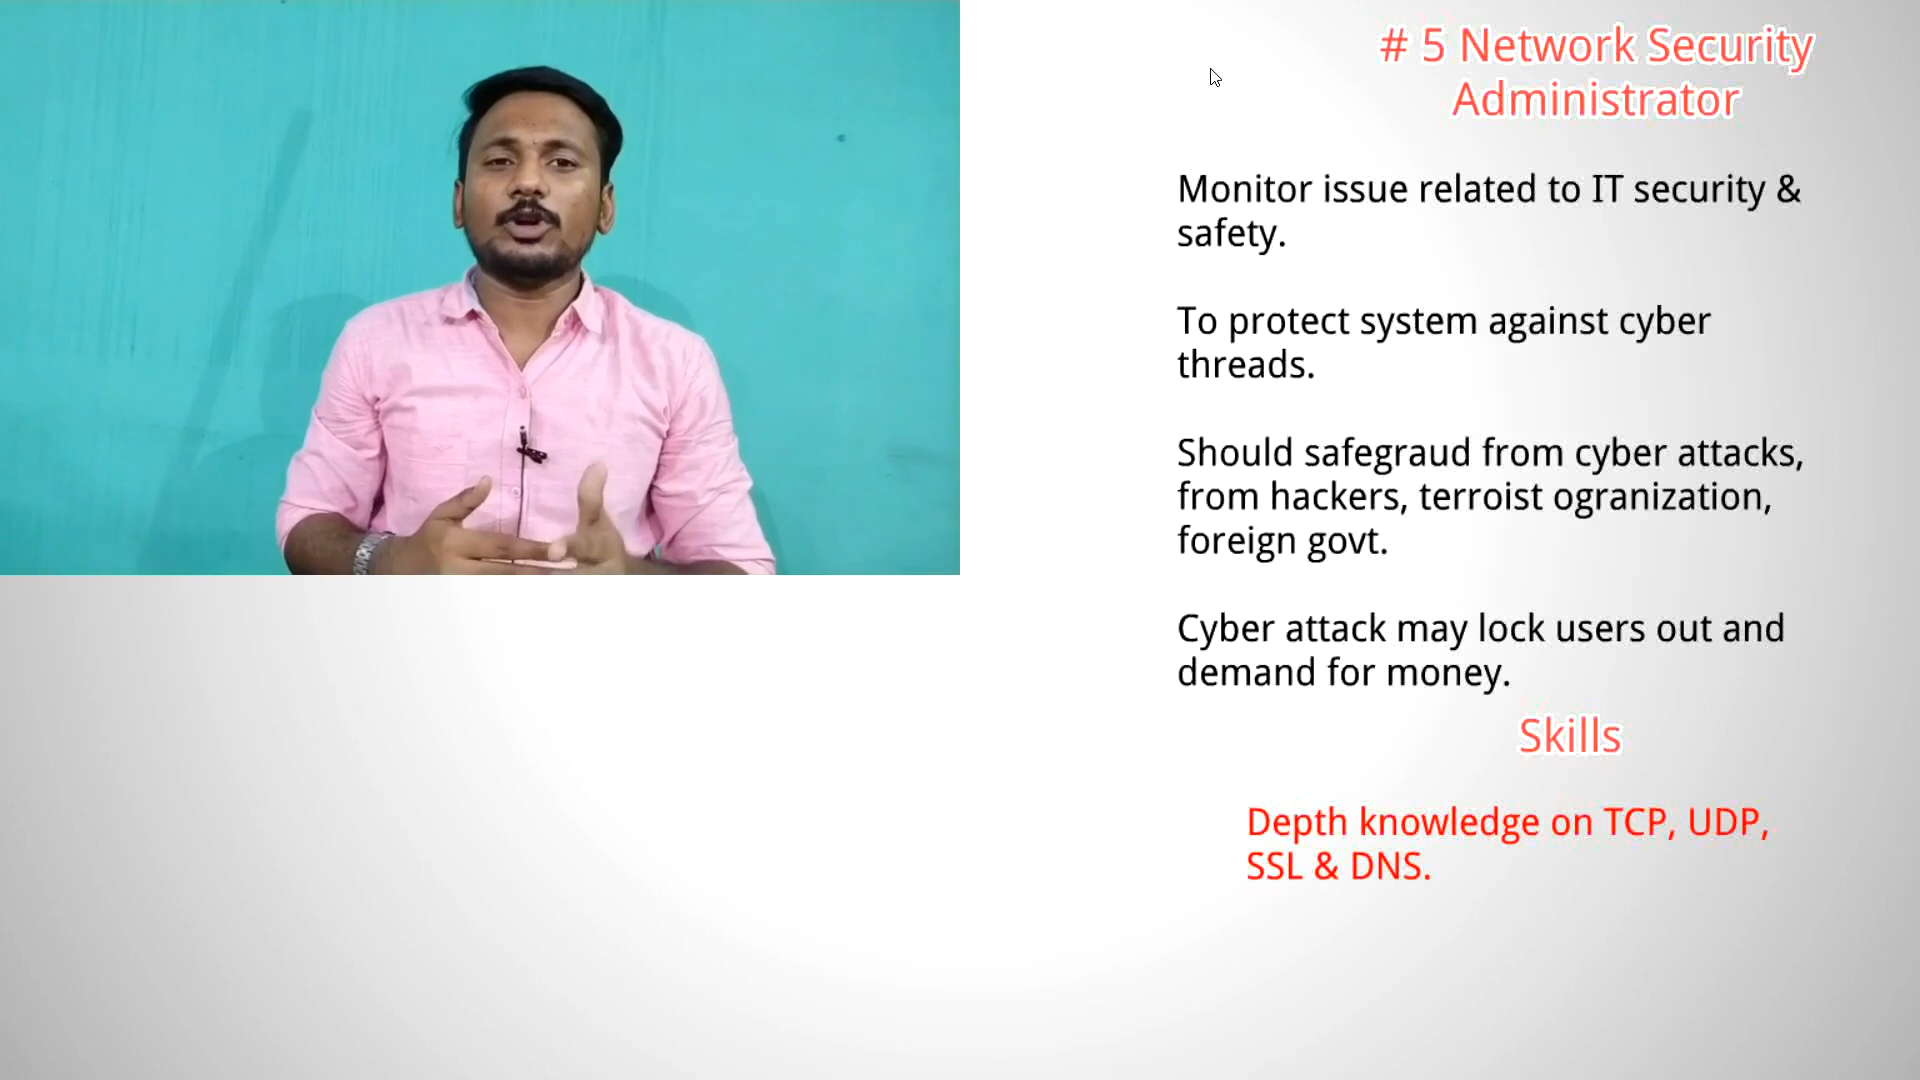 # 5 Network Security
Administrator
Monitor issue related to IT security &
safety.
To protect system against cyber
threads.
Should safegraud from cyber attacks,
from hackers, terroist ogranization,
foreign govt.
Cyber attack may lock users out and
demand for money.
Skills
Depth knowledge on TCP, UDP,
SSL & DNS.